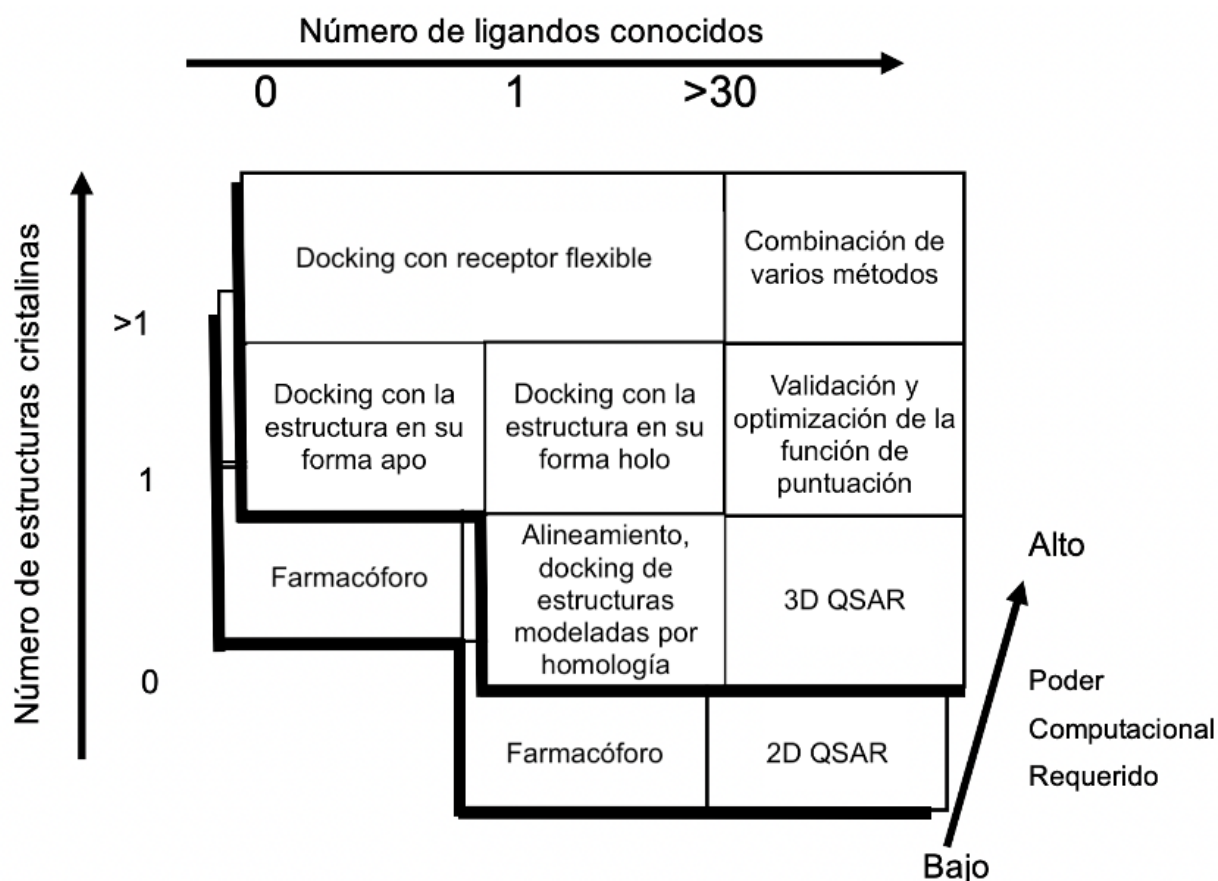 Número de ligandos conocidos
0 1 >30
Número de estructuras cristalinas
>1
1
0
Docking con receptor flexible
Combinación de
varios métodos
Docking con la
estructura en su
forma apo
Docking con la
estructura en su
forma holo
Validación y
optimización de la
función de
puntuación
Farmacóforo
Alineamiento,
docking de
estructuras
modeladas por
homología
3D QSAR
Farmacóforo
2D QSAR
Alto
Poder
Computacional
Requerido
Bajo